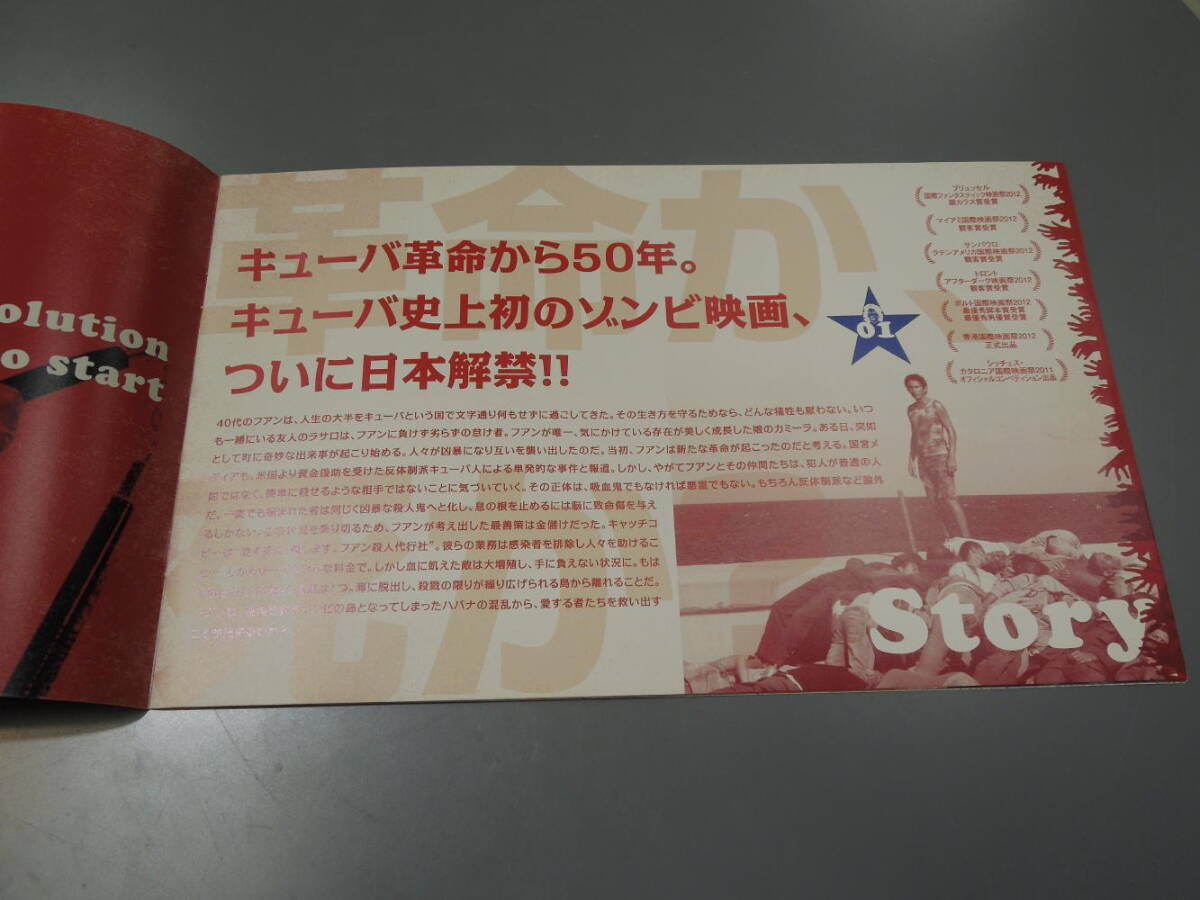 olution
o start
革命か、
キューバ革命から50年。
キューバ史上初のゾンビ映画、
ついに日本解禁!!
01
ブリュッセル
国際ファンタスティック映画祭2012
銀カラス賞受賞
マイアミ国際映画祭2012
観客賞受賞
サンパウロ
ラテンアメリカ国際映画祭2012
観客賞受賞
トロント
アフターダーク映画祭2012
観客賞受賞
ポルト国際映画祭2012
最優秀脚本賞受賞
最優秀男優賞受賞
香港国際映画祭2012
正式出品
シッチェス・
カタロニア国際映画祭2011
オフィシャルコンペティション出品
40代のフアンは、人生の大半をキューバという国で文字通り何もせずに過ごしてきた。その生き方を守るためなら、どんな犠牲も厭わない。いつ
も一緒にいる友人のラサロは、フアンに負けず劣らずの怠け者。フアンが唯一、気にかけている存在が美しく成長した娘のカミーラ。ある日、突如
として町に奇妙な出来事が起こり始める。人々が凶暴になり互いを襲い出したのだ。当初、フアンは新たな革命が起こったのだと考える。国営メ
ディアも、米国より資金援助を受けた反体制派キューバ人による単発的な事件と報道。しかし、やがてフアンとその仲間たちは、犯人が普通の人
間ではなく、簡単に殺せるような相手ではないことに気づいていく。その正体は、吸血鬼でもなければ悪霊でもない。もちろん反体制派など論外
だ。一度でも噛まれた者は同じく凶暴な殺人鬼へと化し、息の根を止めるには脳に致命傷を与え
るしかない。この状況を乗り切るため、フアンが考え出した最善策は金儲けだった。キャッチコ
ピーは 殺します。フアン殺人代行社”。彼らの業務は感染者を排除し人々を助けるこ
な料金で。しかし血に飢えた敵は大増殖し、手に負えない状況に。もは
つ。海に脱出し、殺戮の限りが繰り広げられる島から離れることだ。
の島となってしまったハバナの混乱から、愛する者たちを救い出す
Story